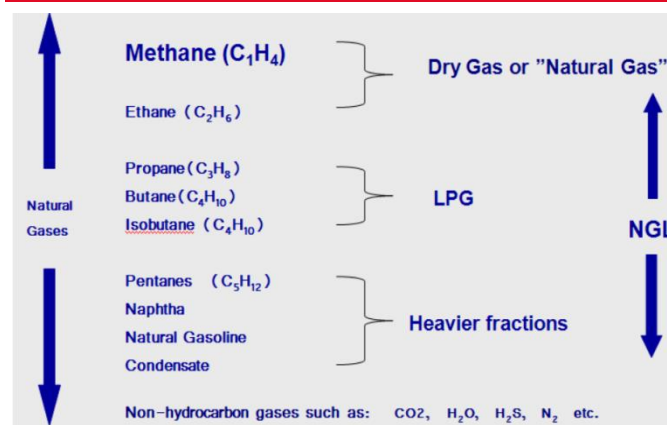 Methane (C₁H₄)
Dry Gas or "Natural Gas"
Ethane (C₂H₆)
Propane (C₃H₈)
Butane (C₄H₁₀)
Isobutane (C₄H₁₀)
LPG
Natural
Gases
NGL
Pentanes (C₅H₁₂)
Naphtha
Natural Gasoline
Condensate
Heavier fractions
Non-hydrocarbon gases such as: CO2, H₂O, H₂S, N₂ etc.